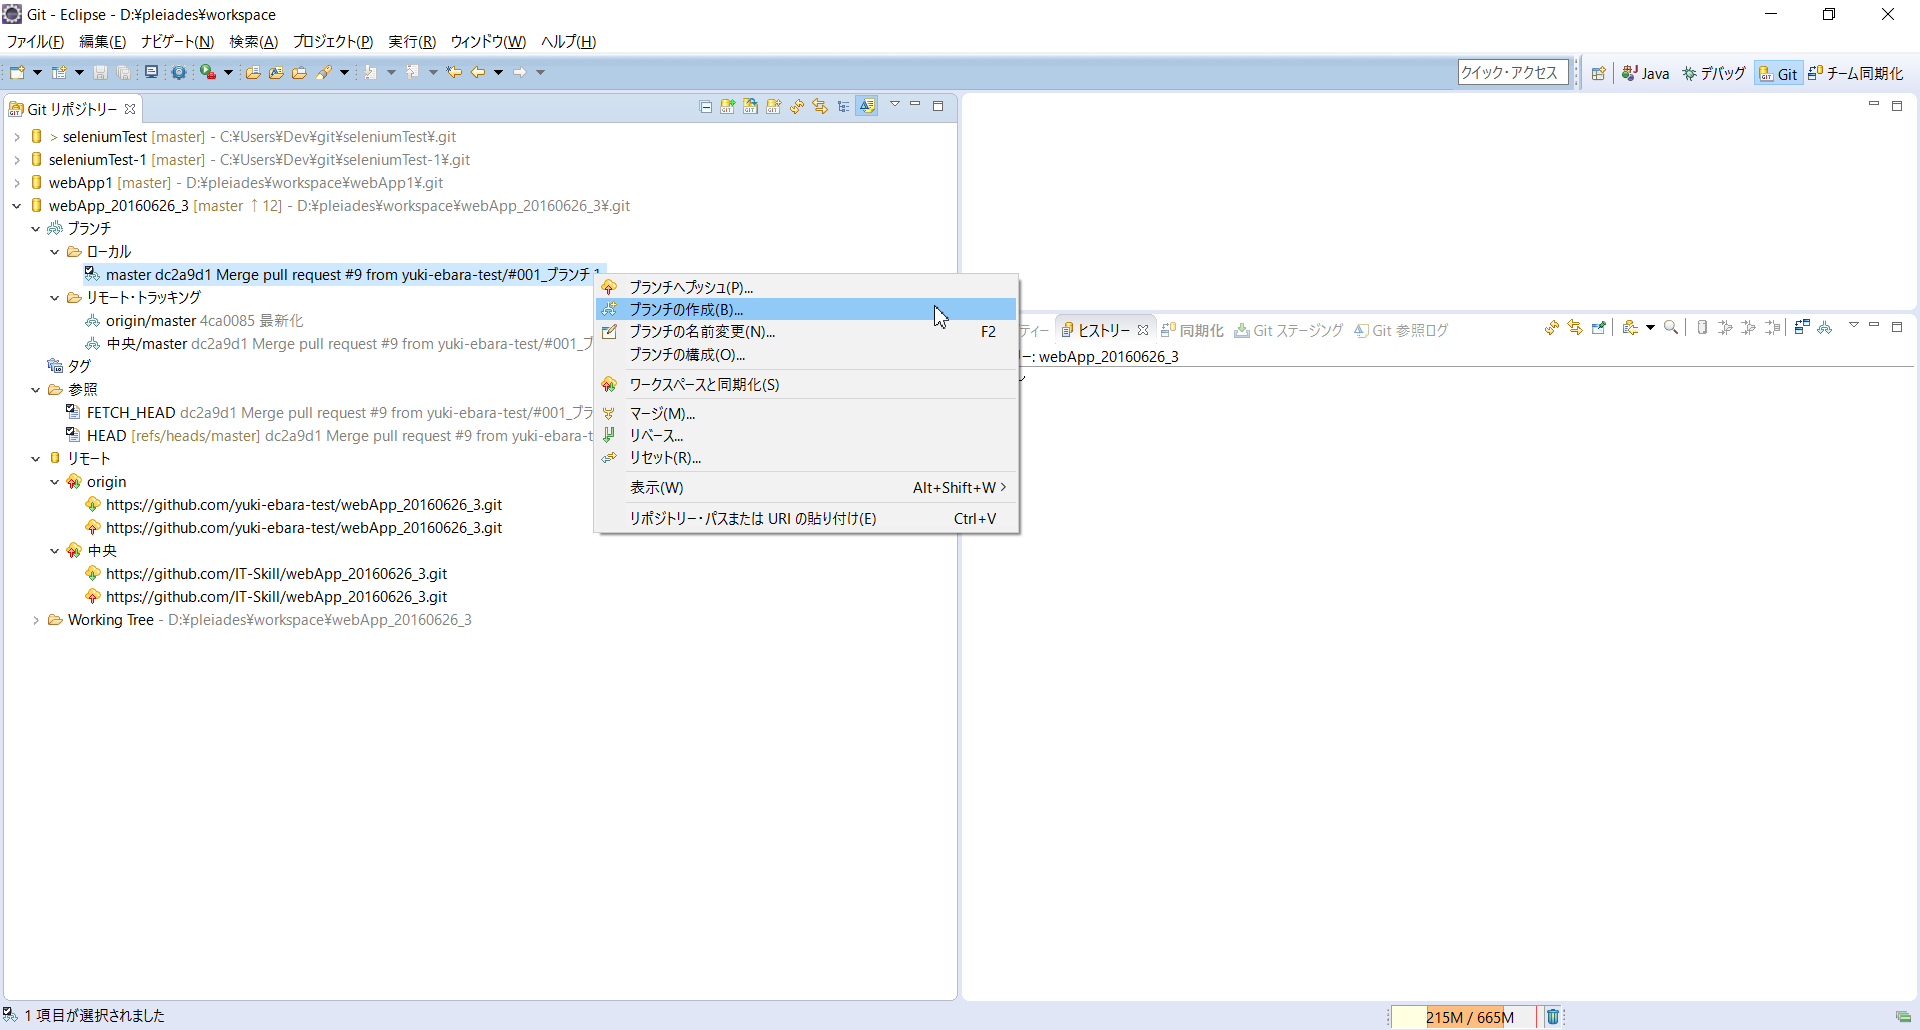 Git - Eclipse - D:¥pleiades¥workspace
ファイル(F) 編集(E) ナビゲート(N) 検索(A) プロジェクト(P) 実行(R) ウィンドウ(W) ヘルプ(H)
クイック・アクセス Java デバッグ Git チーム同期化
Git リポジトリー
> seleniumTest [master] - C:¥Users¥Dev¥git¥seleniumTest¥.git
seleniumTest-1 [master] - C:¥Users¥Dev¥git¥seleniumTest-1¥.git
webApp1 [master] - D:¥pleiades¥workspace¥webApp1¥.git
webApp_20160626_3 [master ↑12] - D:¥pleiades¥workspace¥webApp_20160626_3¥.git
ブランチ
ローカル
master dc2a9d1 Merge pull request #9 from yuki-ebara-test/#001_ブランチ1
リモート・トラッキング
origin/master 4ca0085 最新化
中央/master dc2a9d1 Merge pull request #9 from yuki-ebara-test/#001_ブ
タグ
参照
FETCH_HEAD dc2a9d1 Merge pull request #9 from yuki-ebara-test/#001_ブラ
HEAD [refs/heads/master] dc2a9d1 Merge pull request #9 from yuki-ebara-t
リモート
origin
https://github.com/yuki-ebara-test/webApp_20160626_3.git
https://github.com/yuki-ebara-test/webApp_20160626_3.git
中央
https://github.com/IT-Skill/webApp_20160626_3.git
https://github.com/IT-Skill/webApp_20160626_3.git
Working Tree - D:¥pleiades¥workspace¥webApp_20160626_3
ブランチへプッシュ(P)...
ブランチの作成(B)...
ブランチの名前変更(N)... F2
ブランチの構成(O)...
ワークスペースと同期化(S)
マージ(M)...
リベース...
リセット(R)...
表示(W) Alt+Shift+W
リポジトリー・パスまたは URI の貼り付け(E) Ctrl+V
ティー ヒストリー 同期化 Git ステージング Git 参照ログ
ー: webApp_20160626_3
1 項目が選択されました
215M / 665M